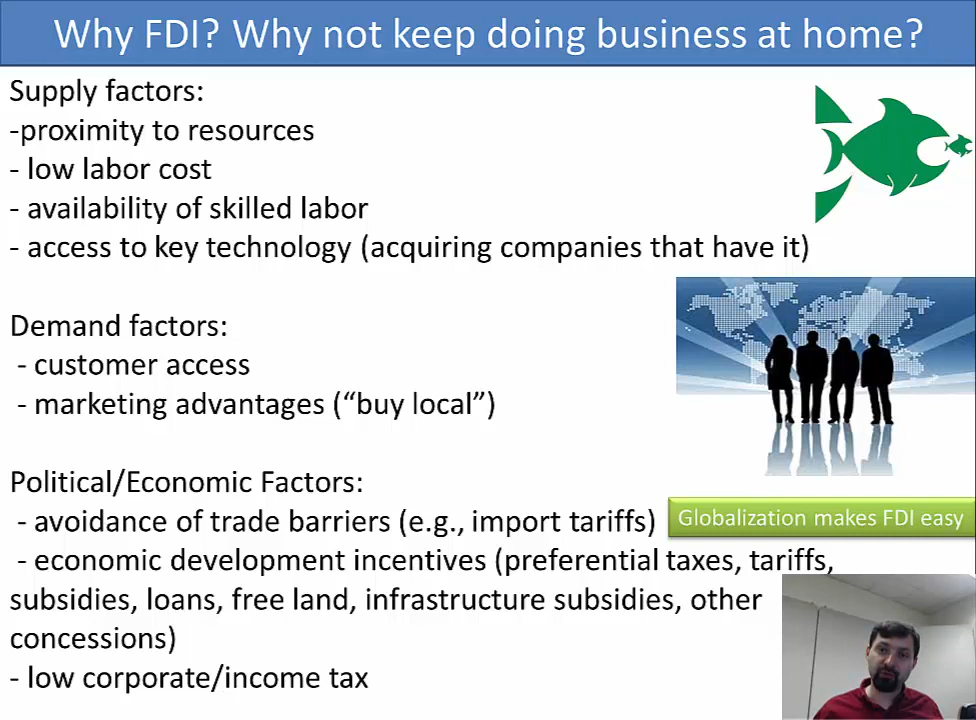 Why FDI? Why not keep doing business at home?
Supply factors:
-proximity to resources
- low labor cost
- availability of skilled labor
- access to key technology (acquiring companies that have it)
Demand factors:
- customer access
- marketing advantages (“buy local”)
Political/Economic Factors:
- avoidance of trade barriers (e.g., import tariffs)
Globalization makes FDI easy
- economic development incentives (preferential taxes, tariffs,
subsidies, loans, free land, infrastructure subsidies, other
concessions)
- low corporate/income tax